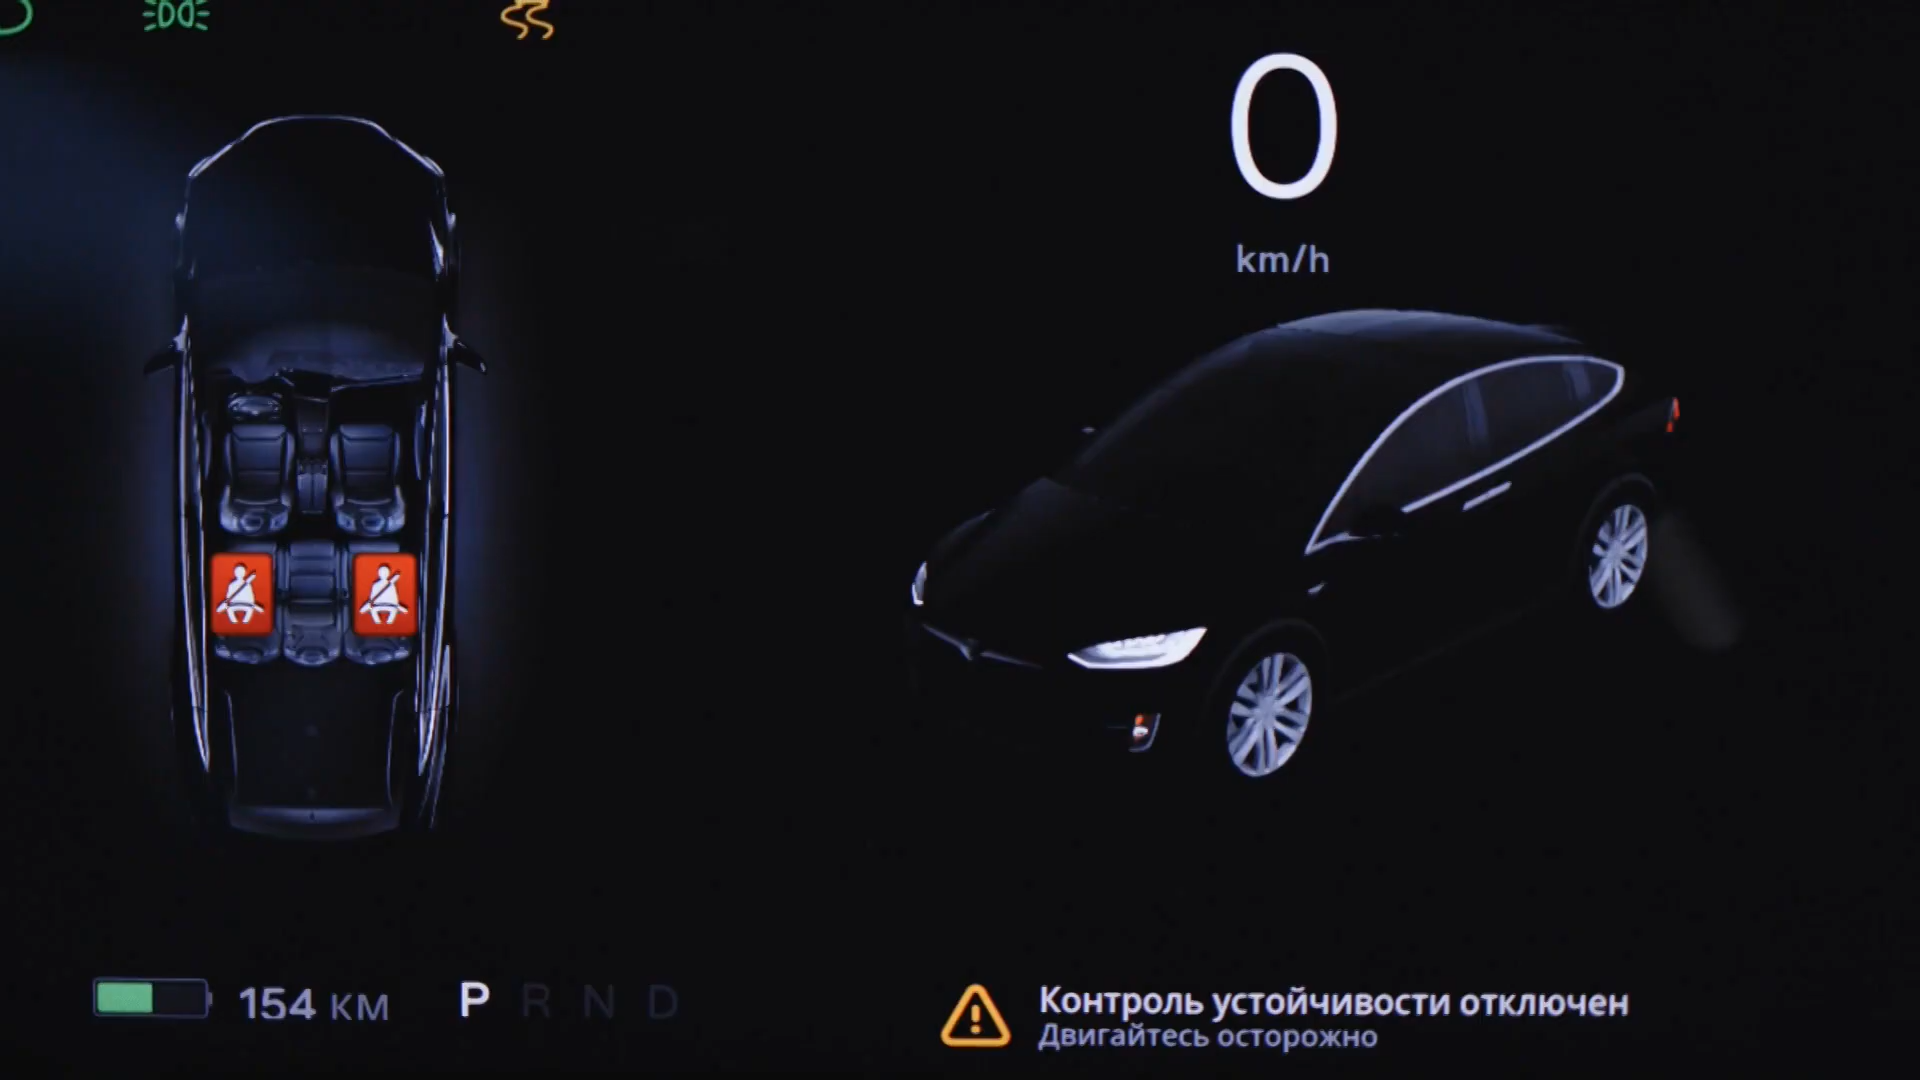 0
km/h
154 км
P R N D
Контроль устойчивости отключен
Двигайтесь осторожно